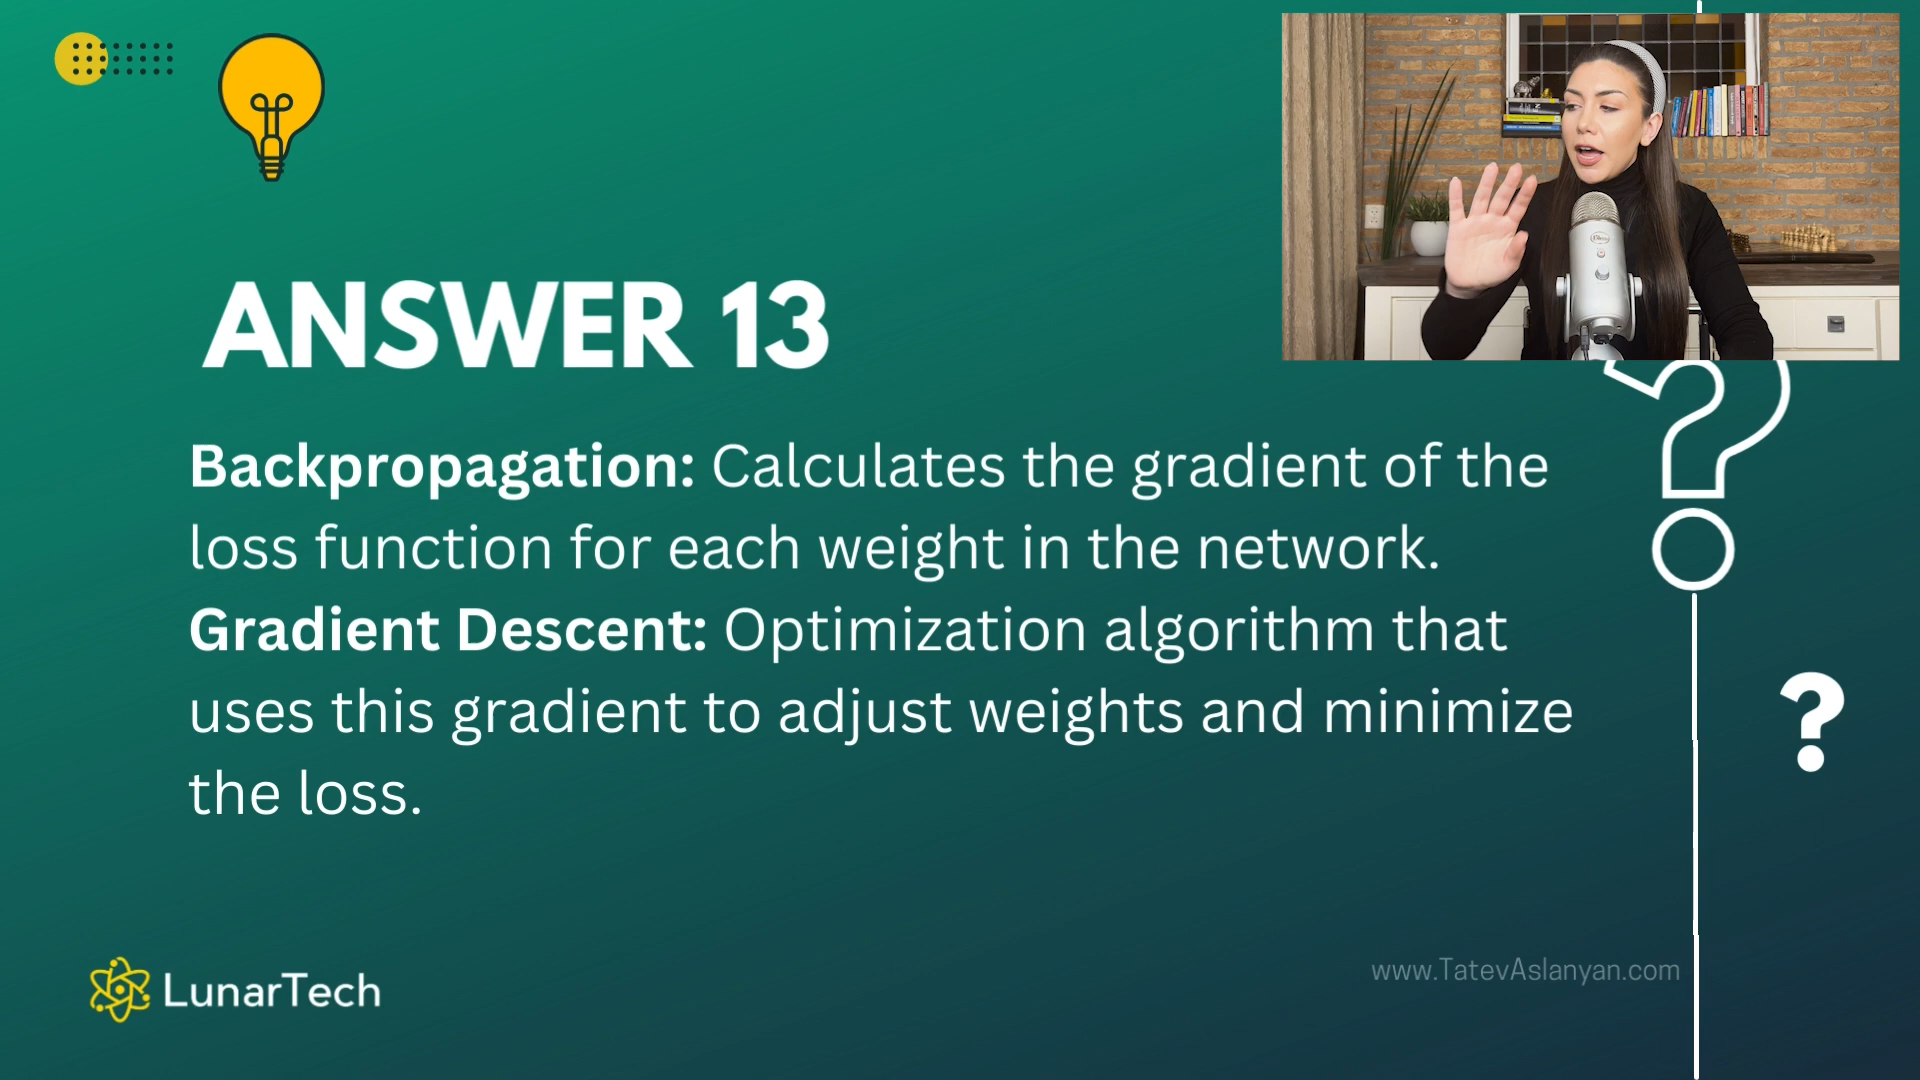 ANSWER 13
Backpropagation: Calculates the gradient of the
loss function for each weight in the network.
Gradient Descent: Optimization algorithm that
uses this gradient to adjust weights and minimize
the loss.
?
?
LunarTech
www.TatevAslanyan.com